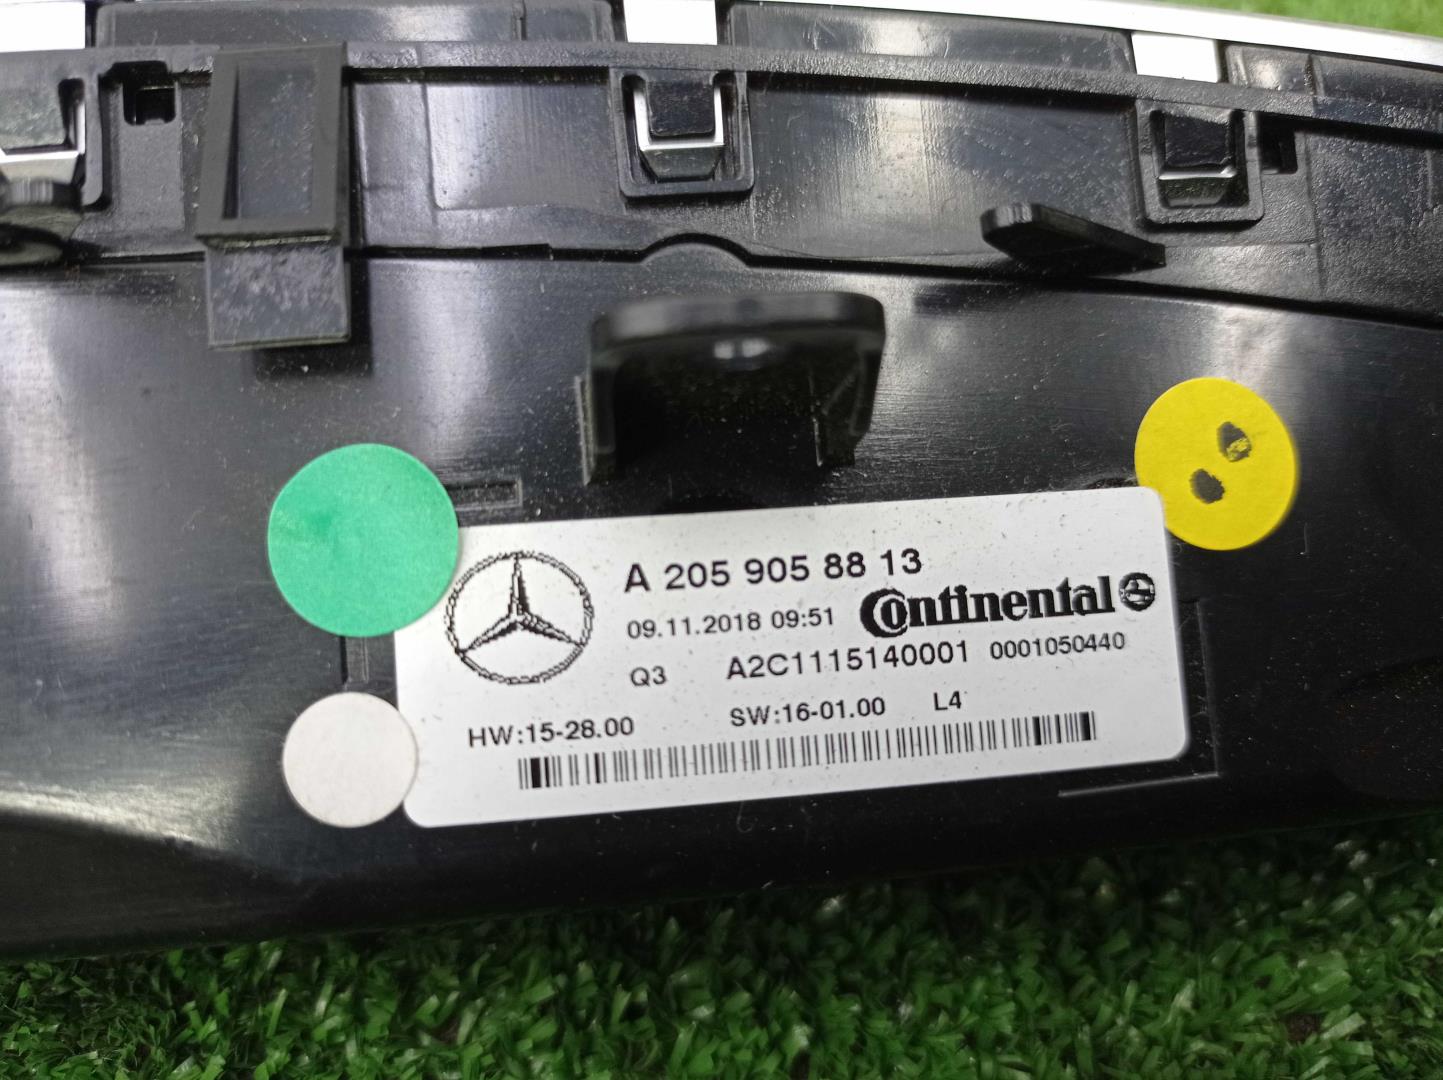 A 205 905 88 13
09.11.2018 09:51 Continental
Q3 A2C1115140001 0001050440
HW:15-28.00 SW:16-01.00 L4